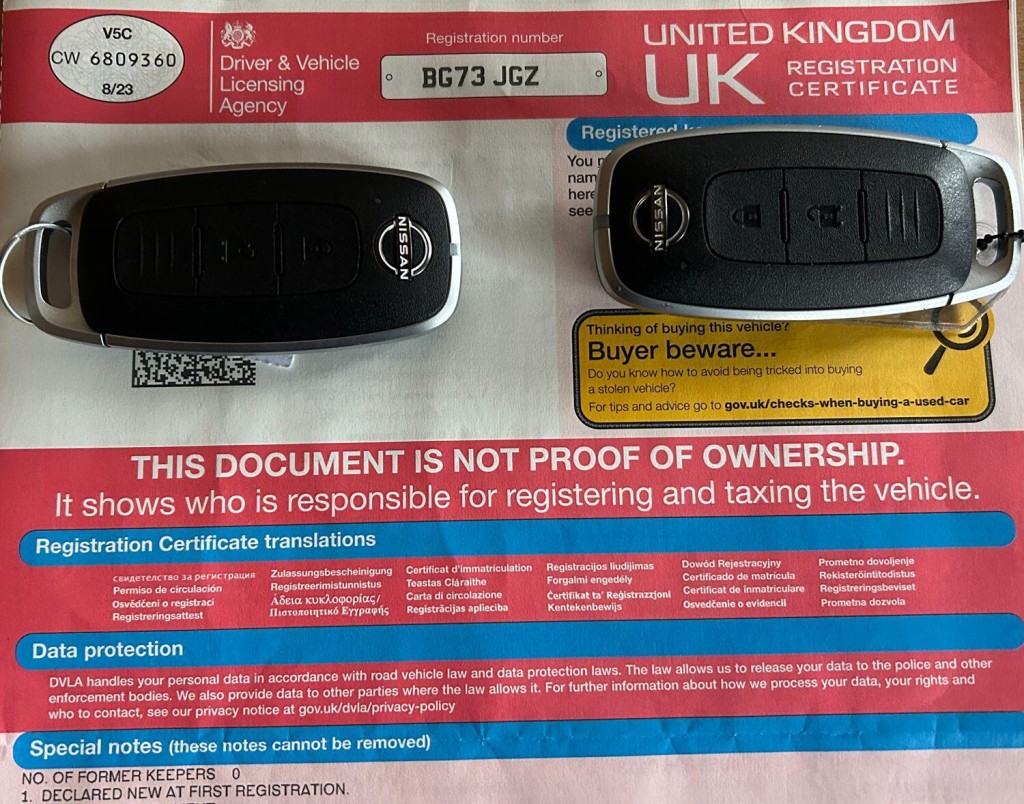 V5C
CW 6809360
8/23
Driver & Vehicle
Licensing
Agency
Registration number
BG73 JGZ
UNITED KINGDOM
UK
REGISTRATION
CERTIFICATE
Registered
You
nam
here
see
NISSAN
NISSAN
Thinking of buying this vehicle?
Buyer beware...
Do you know how to avoid being tricked into buying
a stolen vehicle?
For tips and advice go to gov.uk/checks-when-buying-a-used-car
THIS DOCUMENT IS NOT PROOF OF OWNERSHIP.
It shows who is responsible for registering and taxing the vehicle.
Registration Certificate translations
свидетелство за регистрация
Permiso de circulación
Osvědčení o registraci
Registreringsattest
Zulassungsbescheinigung
Registreerimistunnistus
Άδεια κυκλοφορίας/
Πιστοποιητικό Εγγραφής
Certificat d'immatriculation
Teastas Cláraithe
Carta di circolazione
Reģistrācijas apliecība
Registracijos liudijimas
Forgalmi engedély
Ċertifikat ta' Reġistrazzjoni
Kentekenbewijs
Dowód Rejestracyjny
Certificado de matrícula
Certificat de înmatriculare
Osvedčenie o evidencii
Prometno dovoljenje
Rekisteröintitodistus
Registreringsbeviset
Prometna dozvola
Data protection
DVLA handles your personal data in accordance with road vehicle law and data protection laws. The law allows us to release your data to the police and other
enforcement bodies. We also provide data to other parties where the law allows it. For further information about how we process your data, your rights and
who to contact, see our privacy notice at gov.uk/dvla/privacy-policy
Special notes (these notes cannot be removed)
NO. OF FORMER KEEPERS 0
1. DECLARED NEW AT FIRST REGISTRATION.